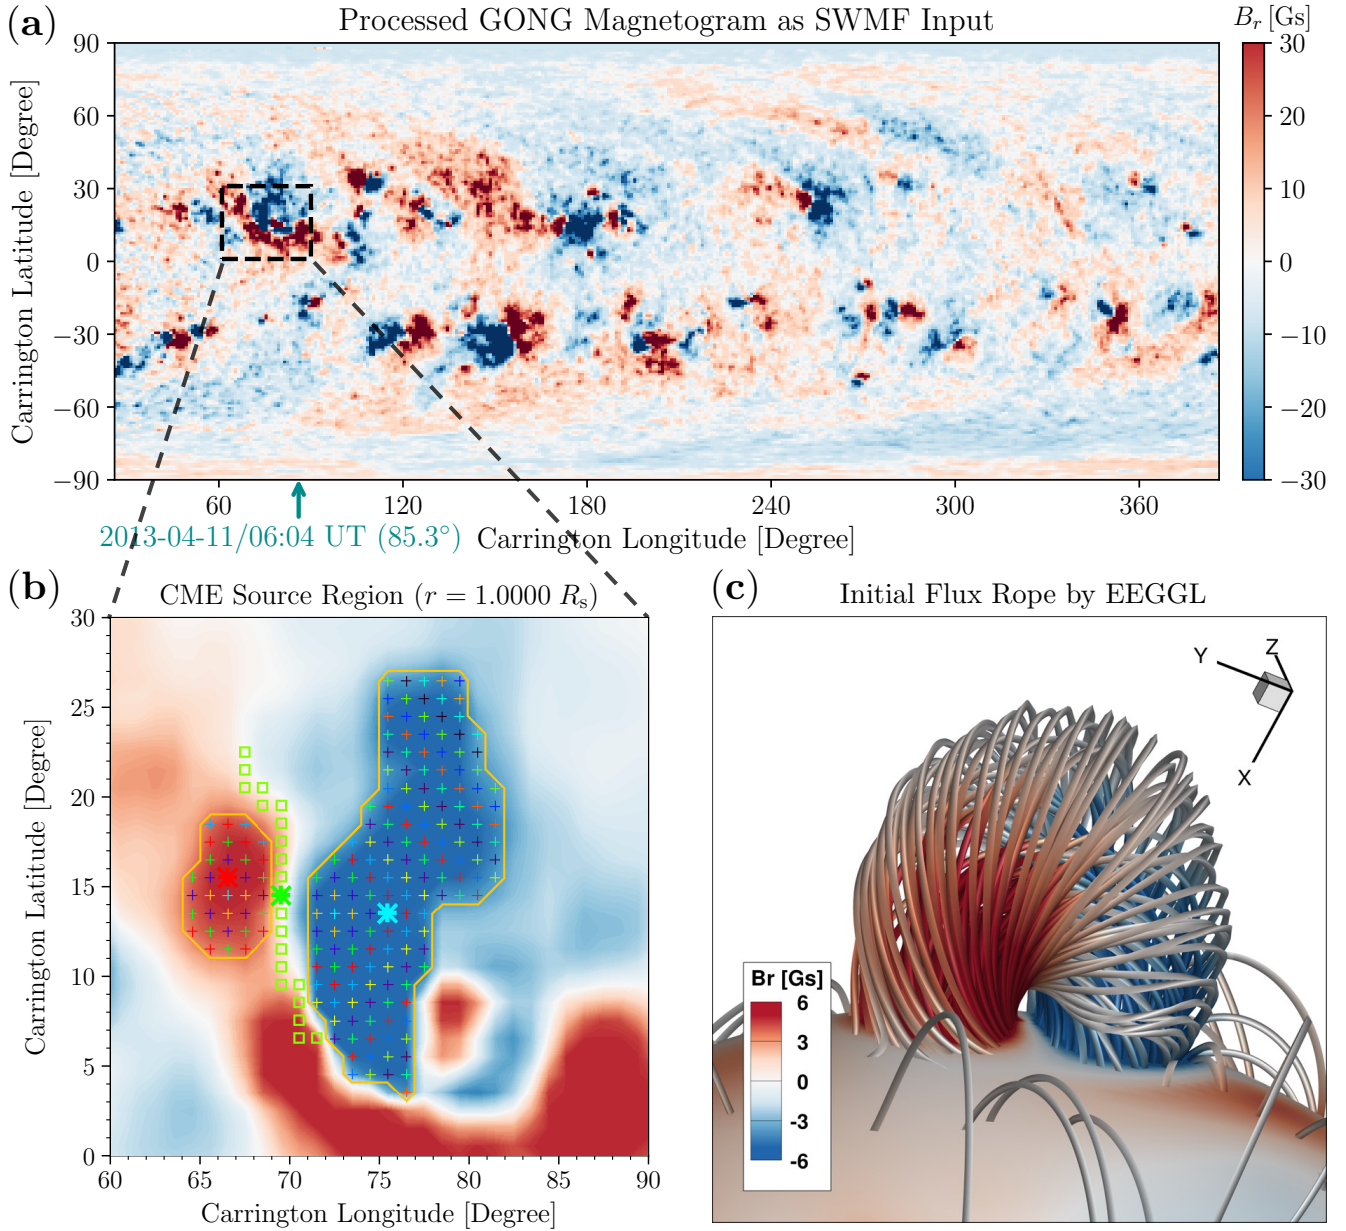 (a)
Processed GONG Magnetogram as SWMF Input
B_r [Gs]
Carrington Latitude [Degree]
90
60
30
0
−30
−60
−90
30
20
10
0
−10
−20
−30
60 120 180 240 300 360
2013-04-11/06:04 UT (85.3°)
Carrington Longitude [Degree]
(b)
CME Source Region (r = 1.0000 R_s)
Carrington Latitude [Degree]
30
25
20
15
10
5
0
60 65 70 75 80 85 90
Carrington Longitude [Degree]
(c)
Initial Flux Rope by EEGGL
Y
Z
X
Br [Gs]
6
3
0
-3
-6